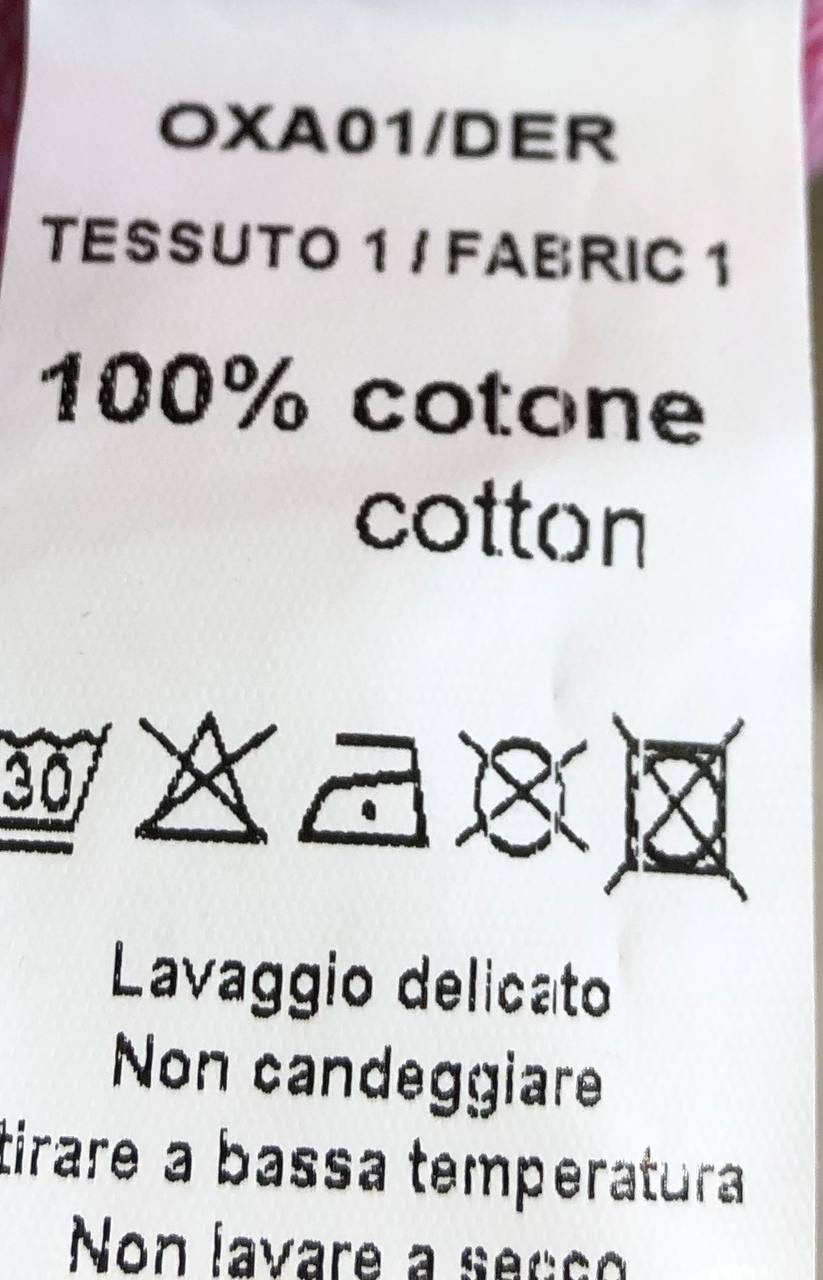 OXA01/DER
TESSUTO 1 / FABRIC 1
100% cotone
cotton
30
Lavaggio delicato
Non candeggiare
tirare a bassa temperatura
Non lavare a secco